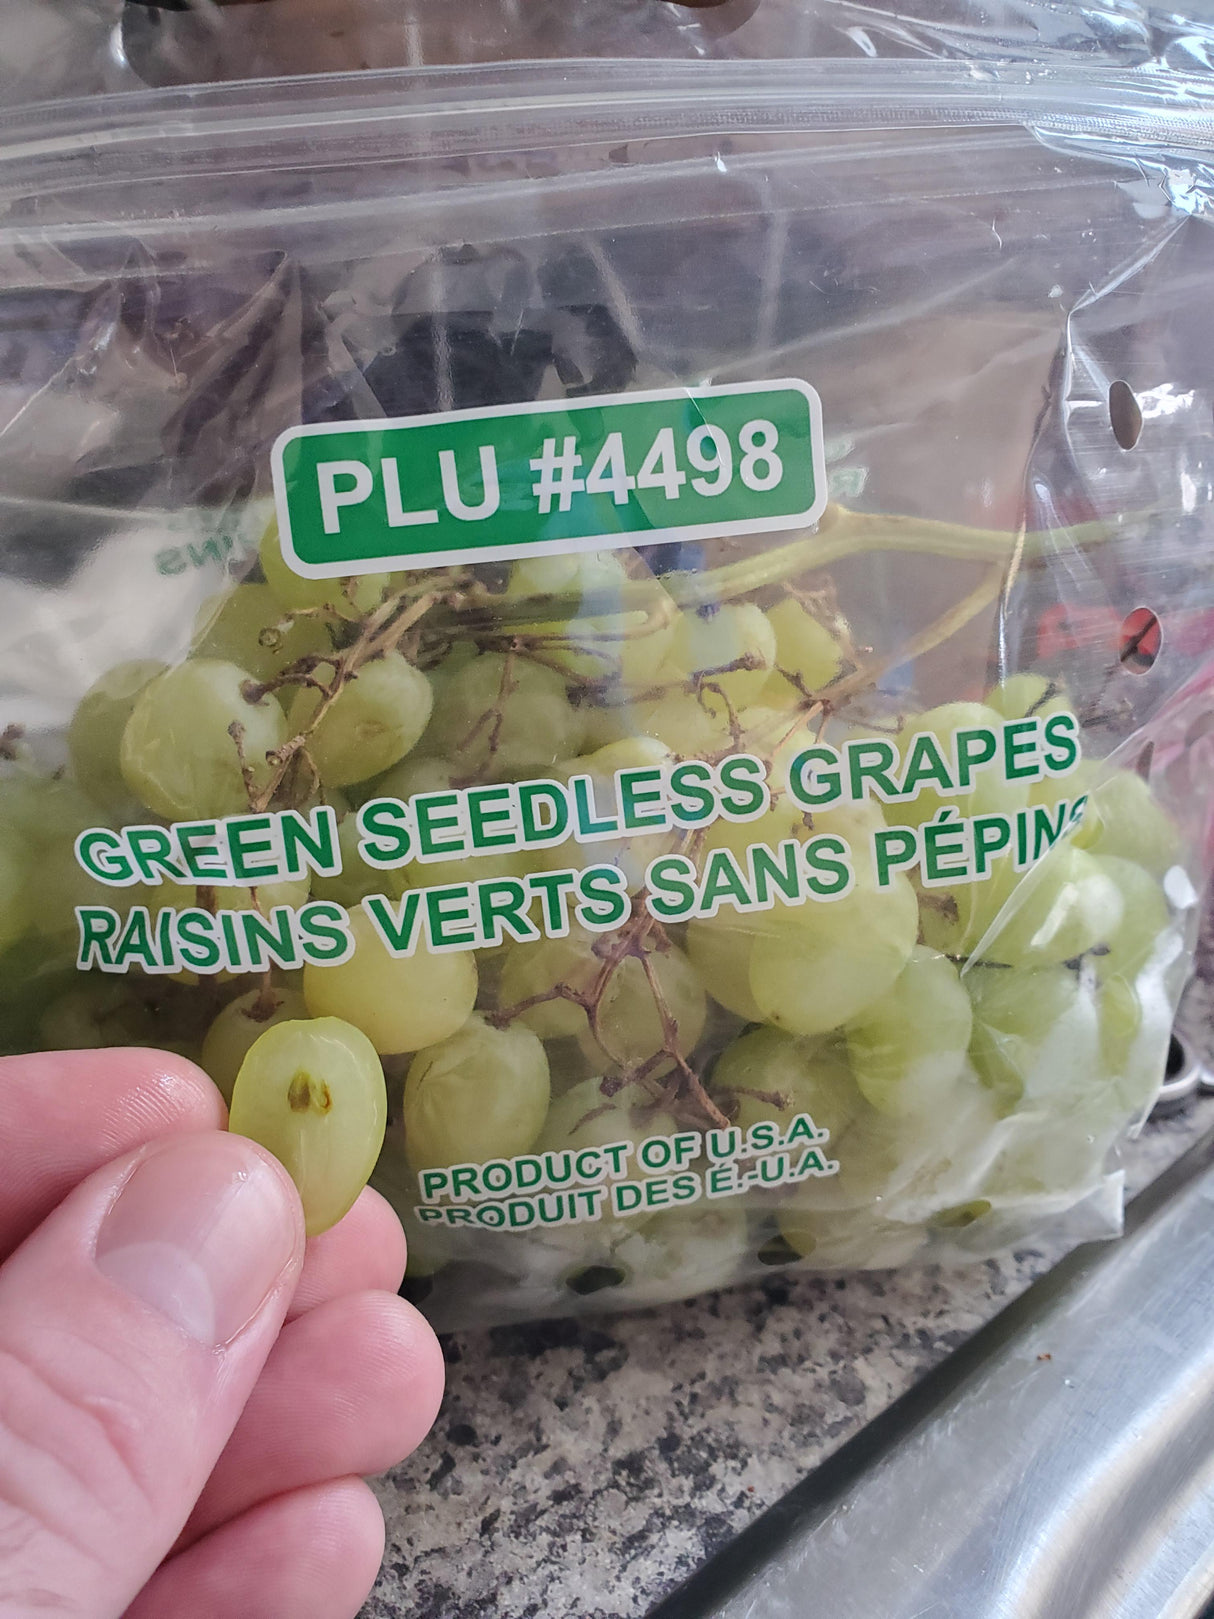 PLU #4498
GREEN SEEDLESS GRAPES
RAISINS VERTS SANS PÉPINS
PRODUCT OF U.S.A.
PRODUIT DES É.-U.A.